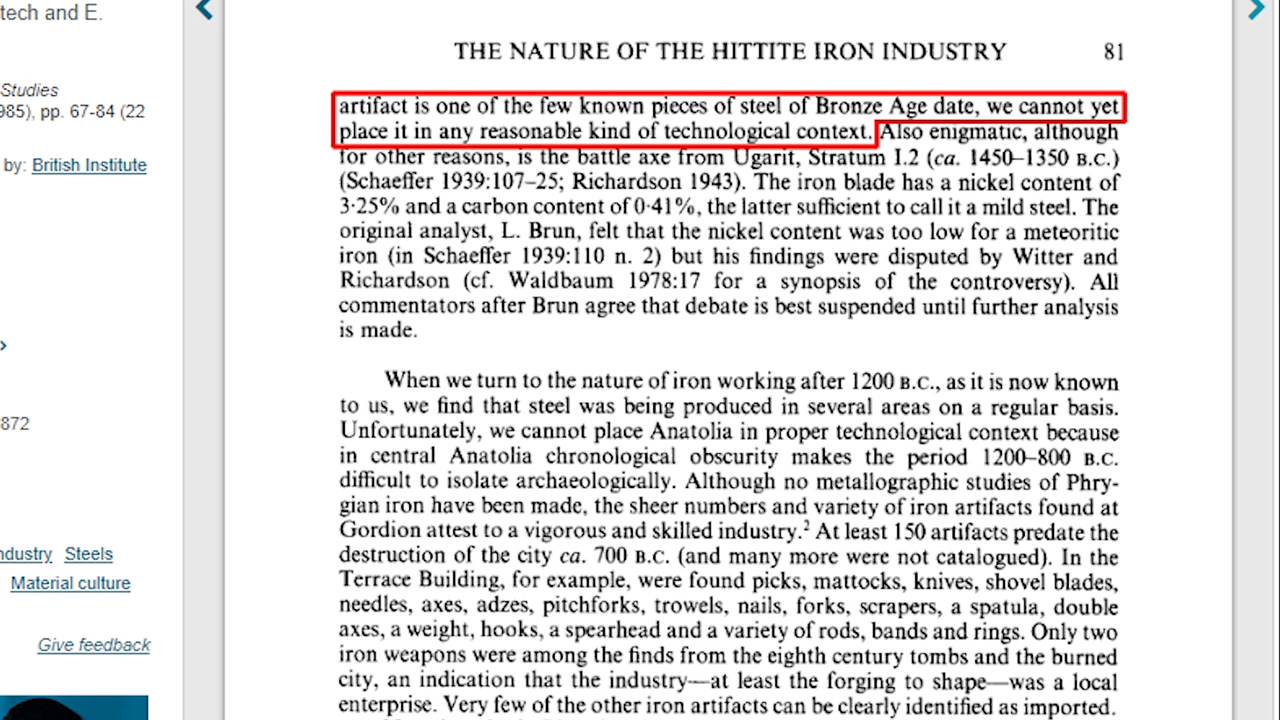 tech and E.
Studies
985), pp. 67-84 (22
by: British Institute
872
ndustry Steels
Material culture
Give feedback
THE NATURE OF THE HITTITE IRON INDUSTRY 81
artifact is one of the few known pieces of steel of Bronze Age date, we cannot yet
place it in any reasonable kind of technological context. Also enigmatic, although
for other reasons, is the battle axe from Ugarit, Stratum I.2 (ca. 1450–1350 B.C.)
(Schaeffer 1939:107–25; Richardson 1943). The iron blade has a nickel content of
3·25% and a carbon content of 0·41%, the latter sufficient to call it a mild steel. The
original analyst, L. Brun, felt that the nickel content was too low for a meteoritic
iron (in Schaeffer 1939:110 n. 2) but his findings were disputed by Witter and
Richardson (cf. Waldbaum 1978:17 for a synopsis of the controversy). All
commentators after Brun agree that debate is best suspended until further analysis
is made.
When we turn to the nature of iron working after 1200 B.C., as it is now known
to us, we find that steel was being produced in several areas on a regular basis.
Unfortunately, we cannot place Anatolia in proper technological context because
in central Anatolia chronological obscurity makes the period 1200–800 B.C.
difficult to isolate archaeologically. Although no metallographic studies of Phry-
gian iron have been made, the sheer numbers and variety of iron artifacts found at
Gordion attest to a vigorous and skilled industry.² At least 150 artifacts predate the
destruction of the city ca. 700 B.C. (and many more were not catalogued). In the
Terrace Building, for example, were found picks, mattocks, knives, shovel blades,
needles, axes, adzes, pitchforks, trowels, nails, forks, scrapers, a spatula, double
axes, a weight, hooks, a spearhead and a variety of rods, bands and rings. Only two
iron weapons were among the finds from the eighth century tombs and the burned
city, an indication that the industry—at least the forging to shape—was a local
enterprise. Very few of the other iron artifacts can be clearly identified as imported.